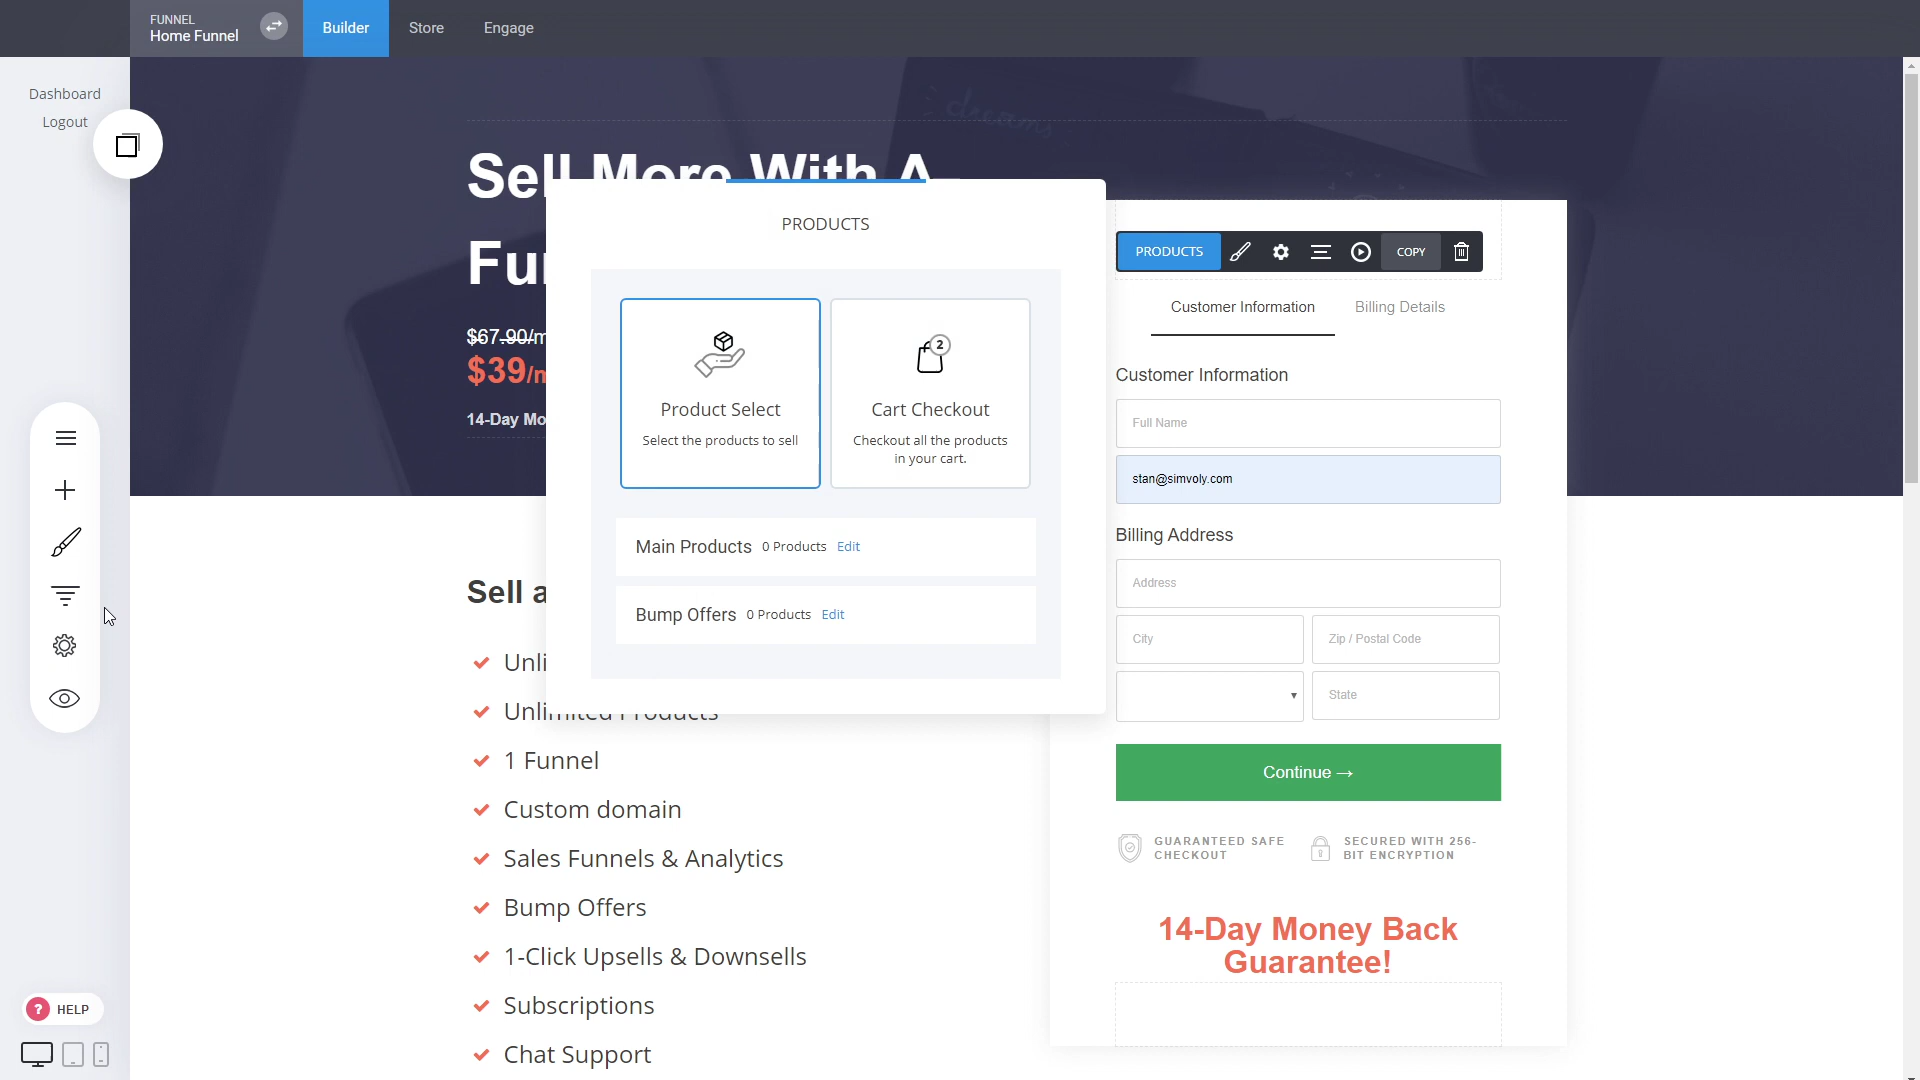 FUNNEL
Home Funnel
Builder
Store
Engage
Dashboard
Logout
dreams
Sell More With A
Fu
$67.90/m
$39/m
14-Day Mo
PRODUCTS
Product Select
Select the products to sell
2
Cart Checkout
Checkout all the products
in your cart.
Main Products 0 Products Edit
Bump Offers 0 Products Edit
PRODUCTS
COPY
Customer Information
Billing Details
Customer Information
Full Name
stan@simvoly.com
Billing Address
Address
City
Zip / Postal Code
State
Continue →
GUARANTEED SAFE
CHECKOUT
SECURED WITH 256-
BIT ENCRYPTION
14-Day Money Back
Guarantee!
Sell a
Unli
Unlimited Products
1 Funnel
Custom domain
Sales Funnels & Analytics
Bump Offers
1-Click Upsells & Downsells
Subscriptions
Chat Support
? HELP